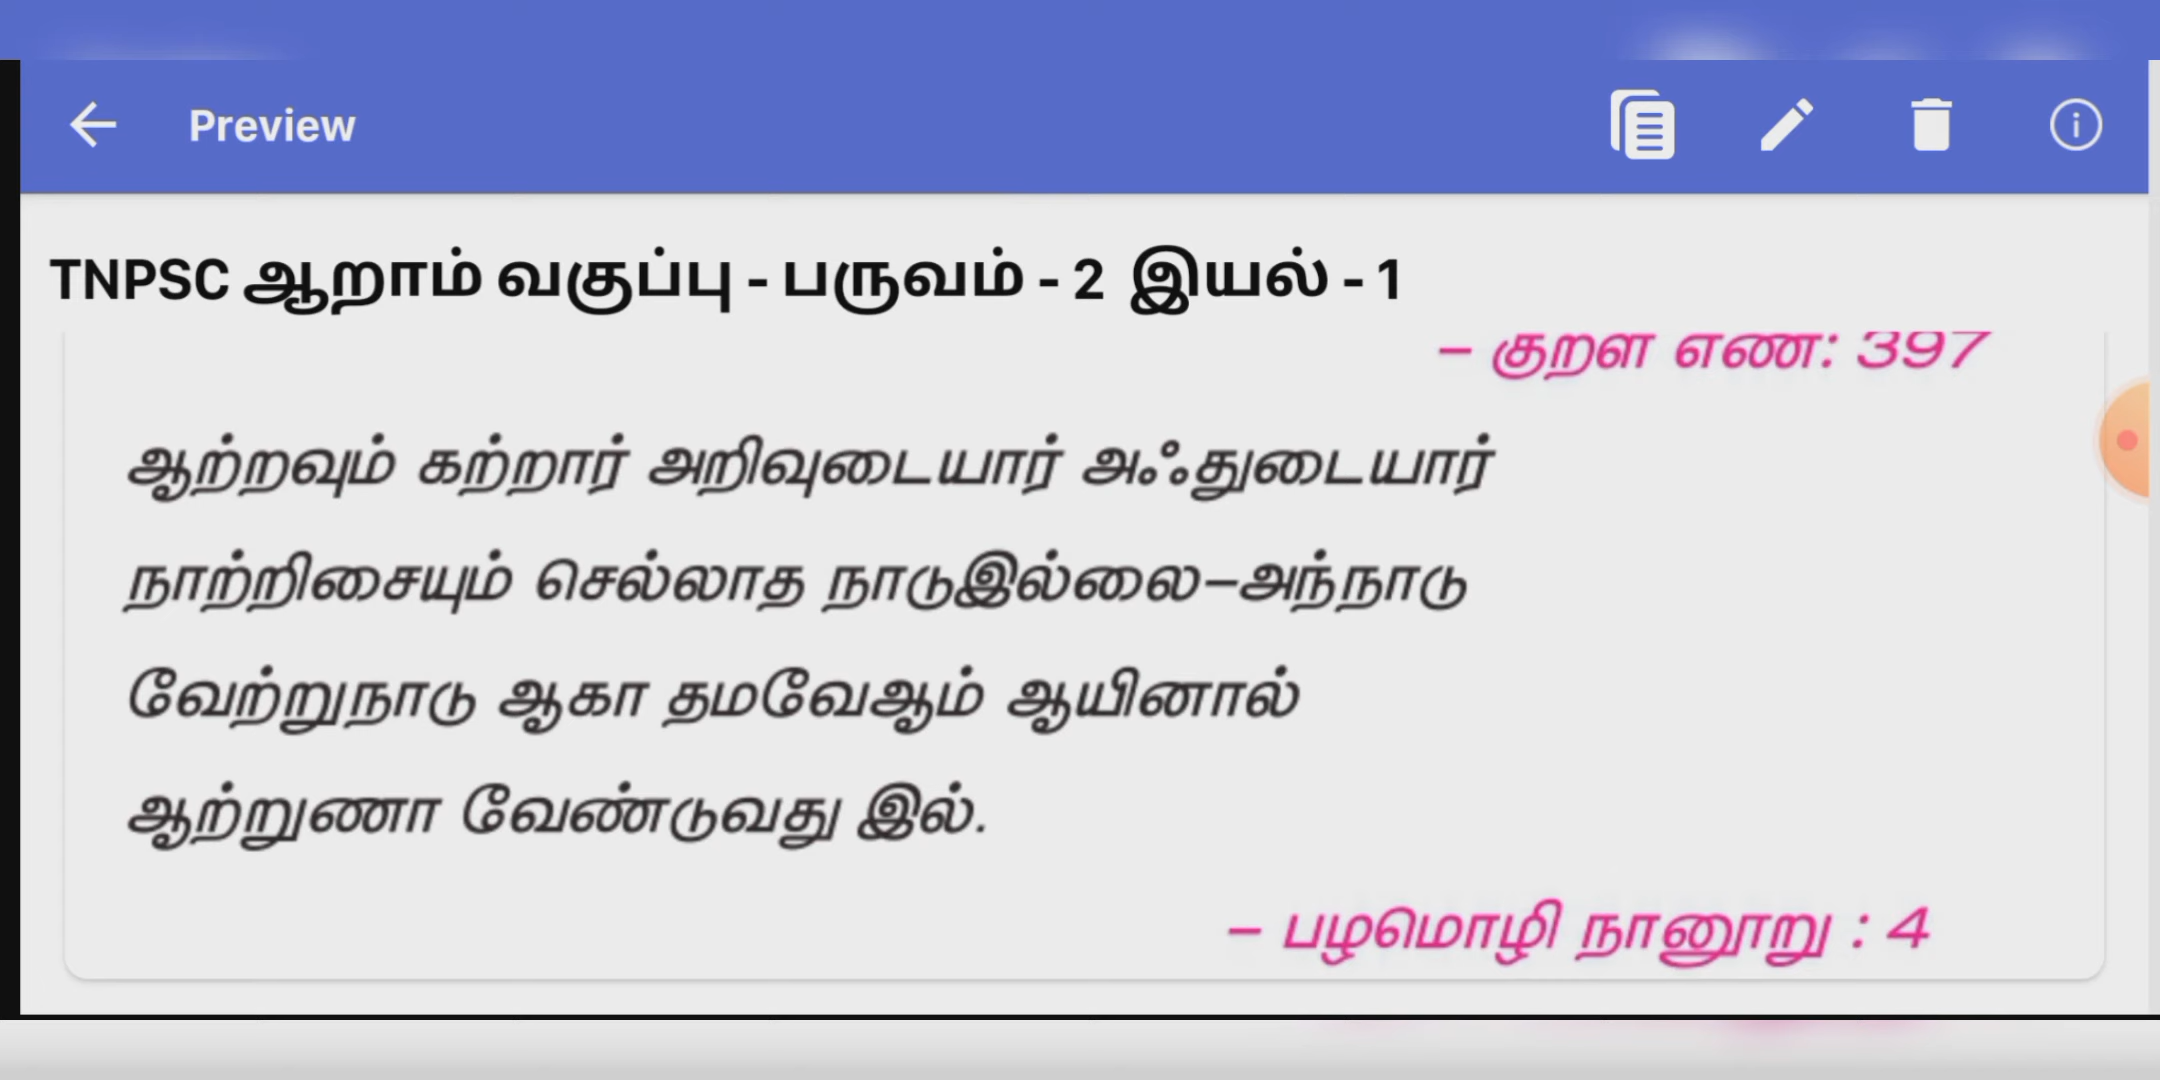 Preview
TNPSC ஆறாம் வகுப்பு - பருவம் - 2 இயல் - 1
– குறள் எண்: 397
ஆற்றவும் கற்றார் அறிவுடையார் அஃதுடையார்
நாற்றிசையும் செல்லாத நாடுஇல்லை–அந்நாடு
வேற்றுநாடு ஆகா தமவேஆம் ஆயினால்
ஆற்றுணா வேண்டுவது இல்.
– பழமொழி நானூறு : 4